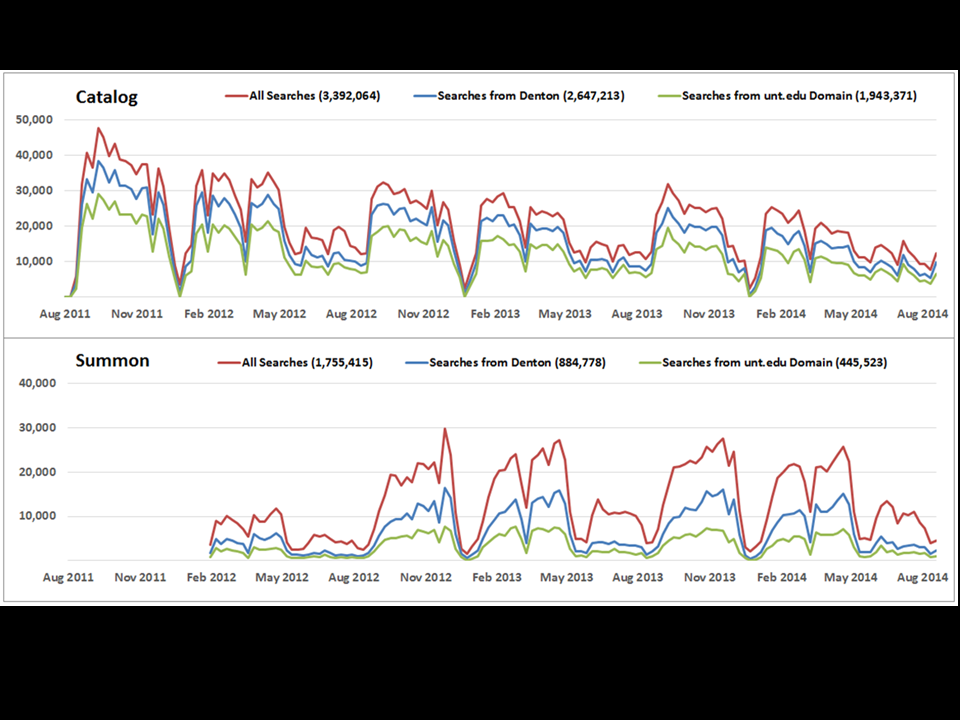 Catalog
All Searches (3,392,064) Searches from Denton (2,647,213) Searches from unt.edu Domain (1,943,371)
50,000
40,000
30,000
20,000
10,000
Aug 2011 Nov 2011 Feb 2012 May 2012 Aug 2012 Nov 2012 Feb 2013 May 2013 Aug 2013 Nov 2013 Feb 2014 May 2014 Aug 2014
Summon
All Searches (1,755,415) Searches from Denton (884,778) Searches from unt.edu Domain (445,523)
40,000
30,000
20,000
10,000
Aug 2011 Nov 2011 Feb 2012 May 2012 Aug 2012 Nov 2012 Feb 2013 May 2013 Aug 2013 Nov 2013 Feb 2014 May 2014 Aug 2014